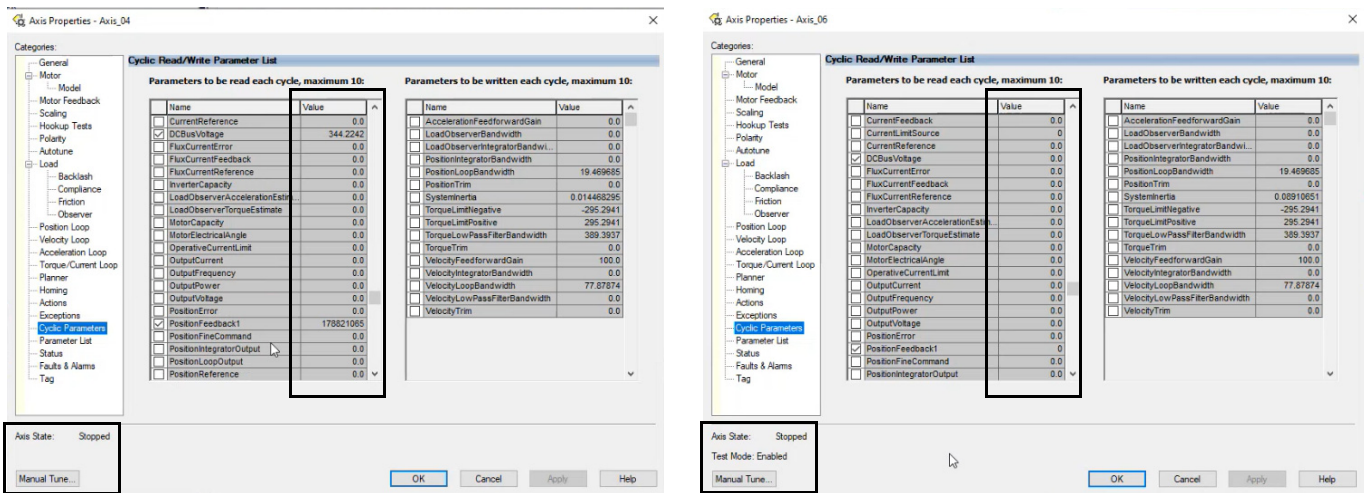 Axis Properties - Axis_04
Categories:
General
Motor
Model
Motor Feedback
Scaling
Hookup Tests
Polarity
Autotune
Load
Backlash
Compliance
Friction
Observer
Position Loop
Velocity Loop
Acceleration Loop
Torque/Current Loop
Planner
Homing
Actions
Exceptions
Cyclic Parameters
Parameter List
Status
Faults & Alarms
Tag
Cyclic Read/Write Parameter List
Parameters to be read each cycle, maximum 10:
Name Value
CurrentReference 0.0
DCBusVoltage 344.2242
FluxCurrentError 0.0
FluxCurrentFeedback 0.0
FluxCurrentReference 0.0
InverterCapacity 0.0
LoadObserverAccelerationEstim... 0.0
LoadObserverTorqueEstimate 0.0
MotorCapacity 0.0
MotorElectricalAngle 0.0
OperativeCurrentLimit 0.0
OutputCurrent 0.0
OutputFrequency 0.0
OutputPower 0.0
OutputVoltage 0.0
PositionError 0.0
PositionFeedback1 178821065
PositionFineCommand 0.0
PositionIntegratorOutput 0.0
PositionLoopOutput 0.0
PositionReference 0.0
Parameters to be written each cycle, maximum 10:
Name Value
AccelerationFeedforwardGain 0.0
LoadObserverBandwidth 0.0
LoadObserverIntegratorBandwi... 0.0
PositionIntegratorBandwidth 0.0
PositionLoopBandwidth 19.469685
PositionTrim 0.0
SystemInertia 0.014468295
TorqueLimitNegative -295.2941
TorqueLimitPositive 295.2941
TorqueLowPassFilterBandwidth 389.3937
TorqueTrim 0.0
VelocityFeedforwardGain 100.0
VelocityIntegratorBandwidth 0.0
VelocityLoopBandwidth 77.87874
VelocityLowPassFilterBandwidth 0.0
VelocityTrim 0.0
Axis State: Stopped
Manual Tune...
OK Cancel Apply Help
Axis Properties - Axis_06
Categories:
General
Motor
Model
Motor Feedback
Scaling
Hookup Tests
Polarity
Autotune
Load
Backlash
Compliance
Friction
Observer
Position Loop
Velocity Loop
Acceleration Loop
Torque/Current Loop
Planner
Homing
Actions
Exceptions
Cyclic Parameters
Parameter List
Status
Faults & Alarms
Tag
Cyclic Read/Write Parameter List
Parameters to be read each cycle, maximum 10:
Name Value
CurrentFeedback 0.0
CurrentLimitSource 0
CurrentReference 0.0
DCBusVoltage 0.0
FluxCurrentError 0.0
FluxCurrentFeedback 0.0
FluxCurrentReference 0.0
InverterCapacity 0.0
LoadObserverAccelerationEstim... 0.0
LoadObserverTorqueEstimate 0.0
MotorCapacity 0.0
MotorElectricalAngle 0.0
OperativeCurrentLimit 0.0
OutputCurrent 0.0
OutputFrequency 0.0
OutputPower 0.0
OutputVoltage 0.0
PositionError 0.0
PositionFeedback1 0
PositionFineCommand 0.0
PositionIntegratorOutput 0.0
Parameters to be written each cycle, maximum 10:
Name Value
AccelerationFeedforwardGain 0.0
LoadObserverBandwidth 0.0
LoadObserverIntegratorBandwi... 0.0
PositionIntegratorBandwidth 0.0
PositionLoopBandwidth 19.469685
PositionTrim 0.0
SystemInertia 0.08910651
TorqueLimitNegative -295.2941
TorqueLimitPositive 295.2941
TorqueLowPassFilterBandwidth 389.3937
TorqueTrim 0.0
VelocityFeedforwardGain 100.0
VelocityIntegratorBandwidth 0.0
VelocityLoopBandwidth 77.87874
VelocityLowPassFilterBandwidth 0.0
VelocityTrim 0.0
Axis State: Stopped
Test Mode: Enabled
Manual Tune...
OK Cancel Apply Help